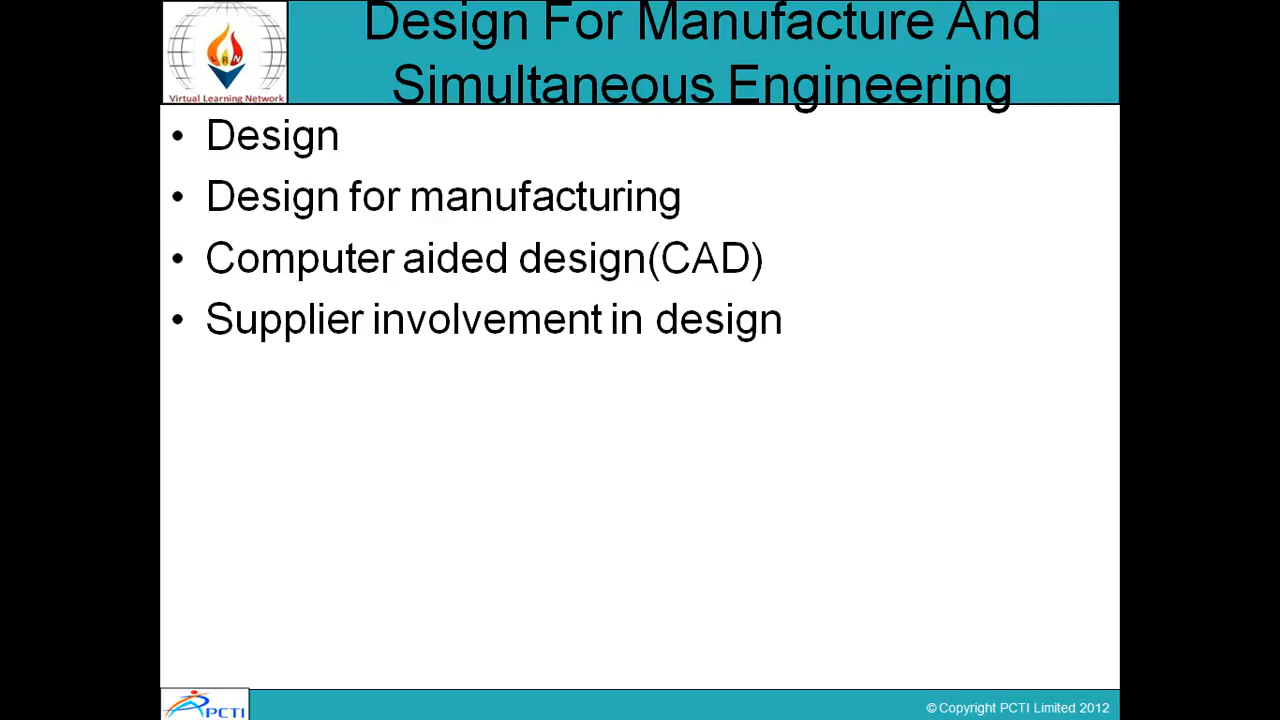 Design For Manufacture And
Simultaneous Engineering
Virtual Learning Network
• Design
• Design for manufacturing
• Computer aided design(CAD)
• Supplier involvement in design
PCTI
© Copyright PCTI Limited 2012